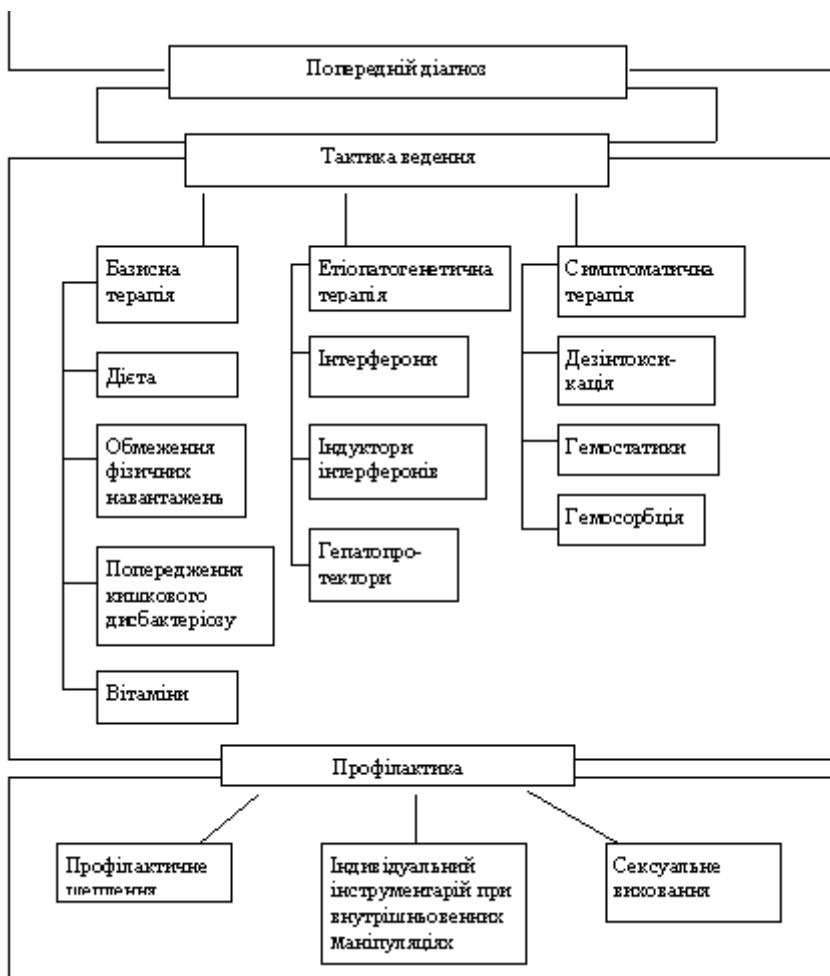 Попередній діагноз
Тактика ведення
Базисна
терапія
Дієта
Обмеження
фізичних
навантажень
Попередження
кишкового
дисбактеріозу
Вітаміни
Етіопатогенетична
терапія
Інтерферони
Індуктори
інтерферонів
Гепатопро-
тектори
Симптоматична
терапія
Дезінтокси-
кація
Гемостатики
Гемосорбція
Профілактика
Профілактичне
щеплення
Індивідуальний
інструментарій при
внутрішньовенних
маніпуляціях
Сексуальне
виховання